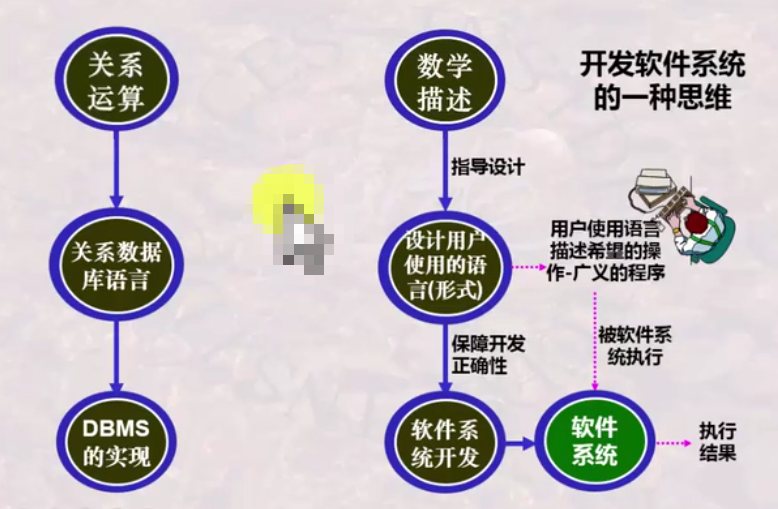 关系
运算
关系数据
库语言
DBMS
的实现
数学
描述
指导设计
设计用户
使用的语
言(形式)
保障开发
正确性
软件系
统开发
开发软件系统
的一种思维
用户使用语言
描述希望的操
作-广义的程序
被软件系
统执行
软件
系统
执行
结果